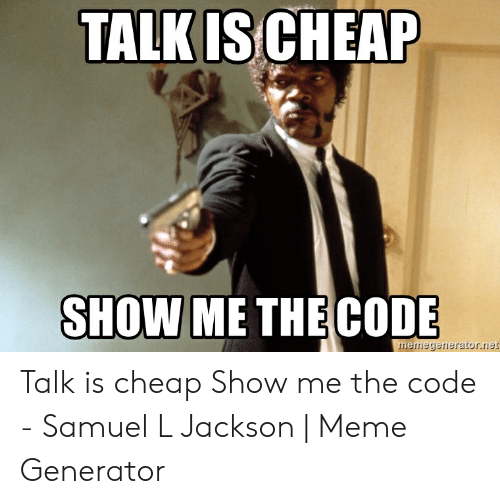 TALK IS CHEAP
SHOW ME THE CODE
memegenerator.net
Talk is cheap Show me the code
- Samuel L Jackson | Meme
Generator